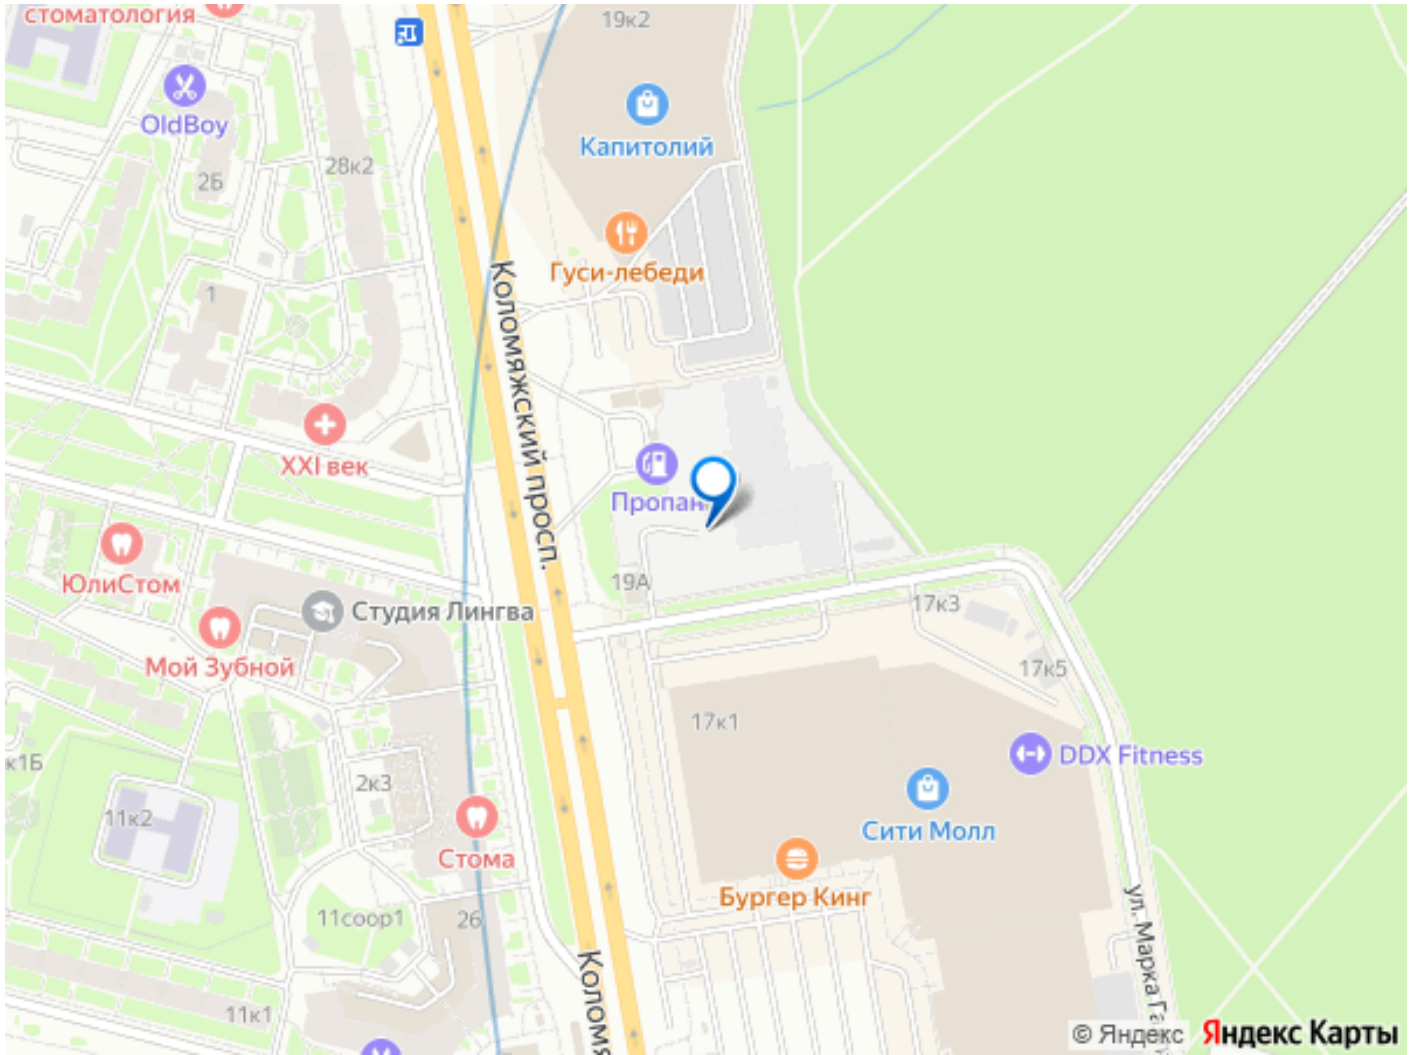 стоматология
19к2
OldBoy
Капитолий
28к2
2Б
Гуси-лебеди
1
Коломяжский просп.
XXI век
Пропан
ЮлиСтом
19А
Студия Лингва
17к3
Мой Зубной
17к5
17к1
DDX Fitness
к1Б
2к3
11к2
Сити Молл
Стома
Бургер Кинг
11соор1
26
ул. Марка Га
Коломя
11к1
© Яндекс Яндекс Карты